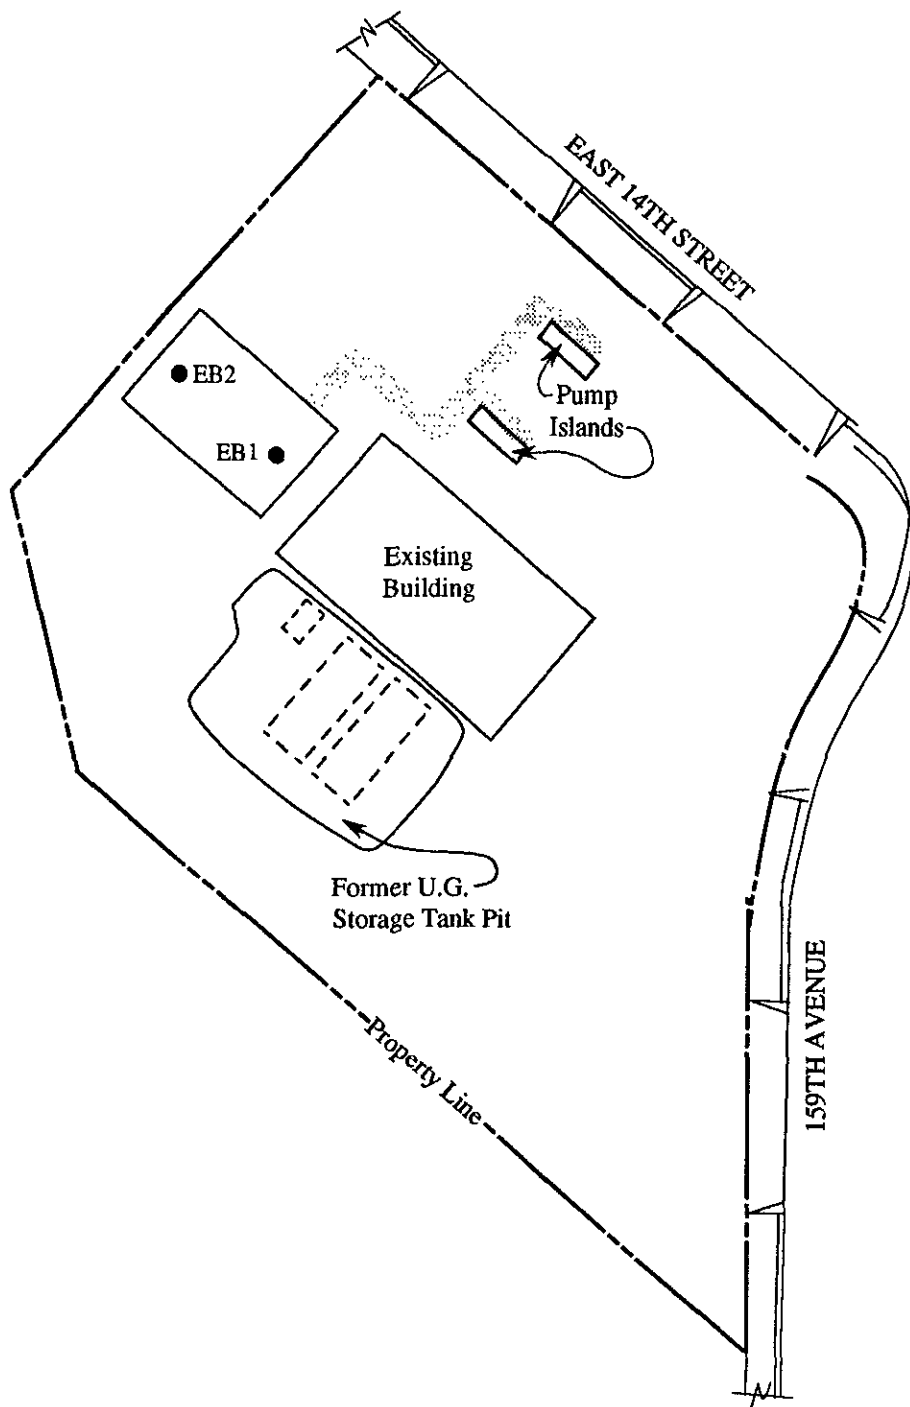 EAST 14TH STREET
EB2
EB1
Pump
Islands
Existing
Building
Former U.G.
Storage Tank Pit
Property Line
159TH AVENUE